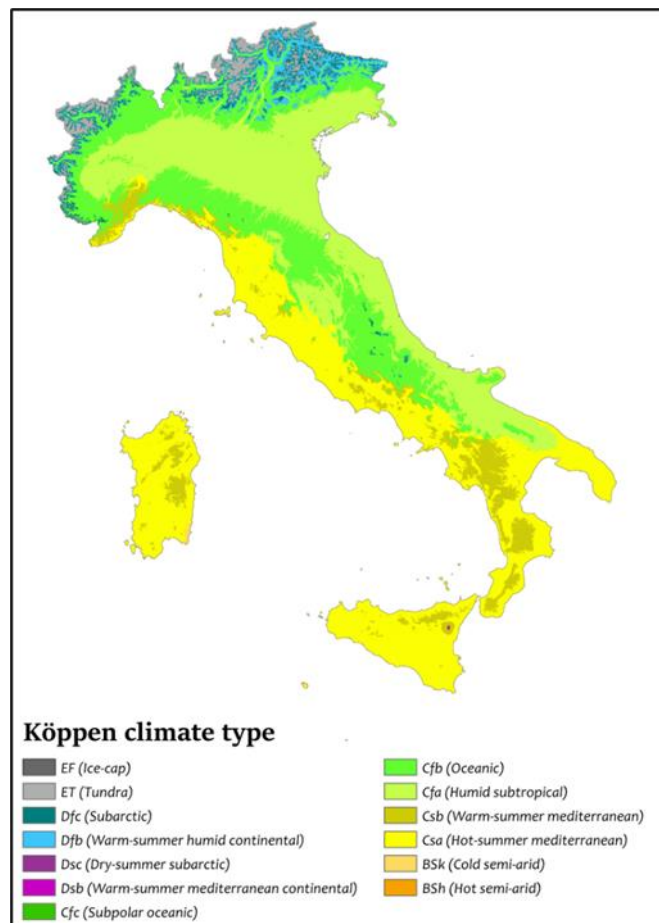 Köppen climate type
EF (Ice-cap)
ET (Tundra)
Dfc (Subarctic)
Dfb (Warm-summer humid continental)
Dsc (Dry-summer subarctic)
Dsb (Warm-summer mediterranean continental)
Cfc (Subpolar oceanic)
Cfb (Oceanic)
Cfa (Humid subtropical)
Csb (Warm-summer mediterranean)
Csa (Hot-summer mediterranean)
BSk (Cold semi-arid)
BSh (Hot semi-arid)